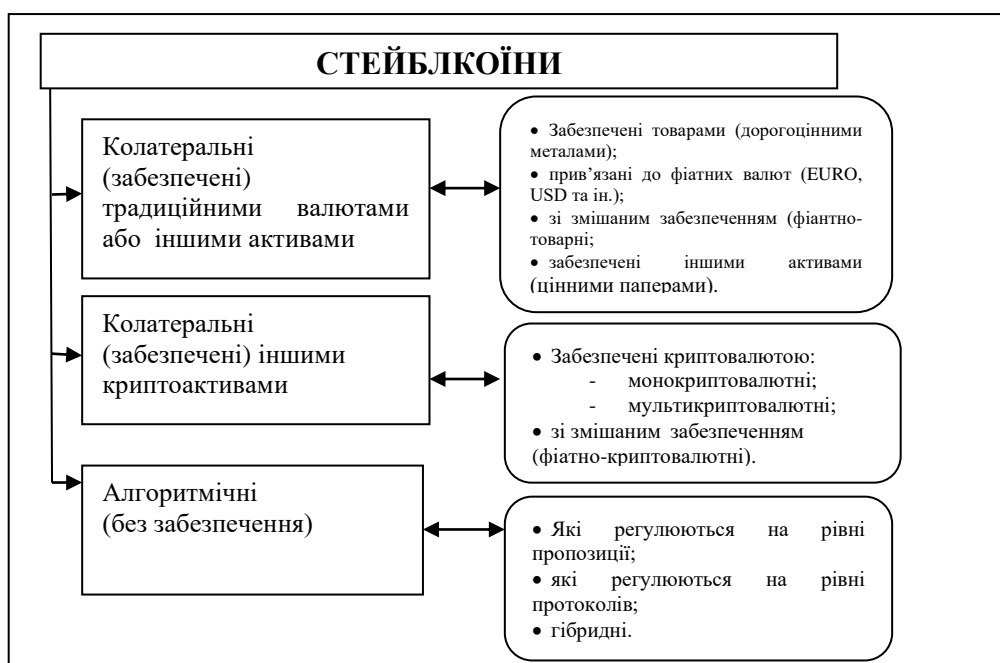 СТЕЙБЛКОЇНИ
Колатеральні
(забезпечені)
традиційними валютами
або іншими активами
• Забезпечені товарами (дорогоцінними
металами);
• прив’язані до фіатних валют (EURO,
USD та ін.);
• зі змішаним забезпеченням (фіантно-
товарні;
• забезпечені іншими активами
(цінними паперами).
Колатеральні
(забезпечені) іншими
криптоактивами
• Забезпечені криптовалютою:
- монокриптовалютні;
- мультикриптовалютні;
• зі змішаним забезпеченням
(фіатно-криптовалютні).
Алгоритмічні
(без забезпечення)
• Які регулюються на рівні
пропозиції;
• які регулюються на рівні
протоколів;
• гібридні.